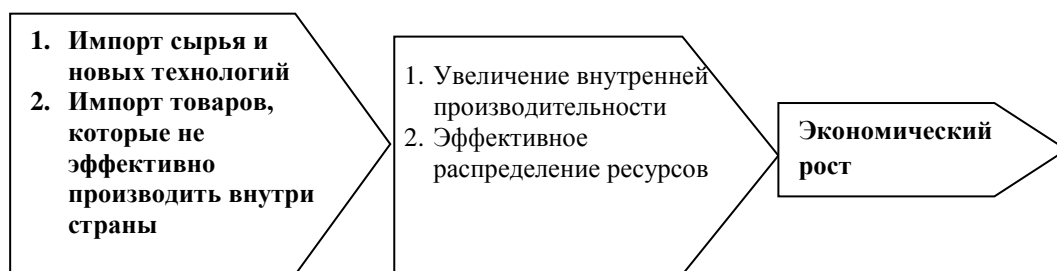 1. Импорт сырья и
новых технологий
2. Импорт товаров,
которые не
эффективно
производить внутри
страны
1. Увеличение внутренней
производительности
2. Эффективное
распределение ресурсов
Экономический
рост